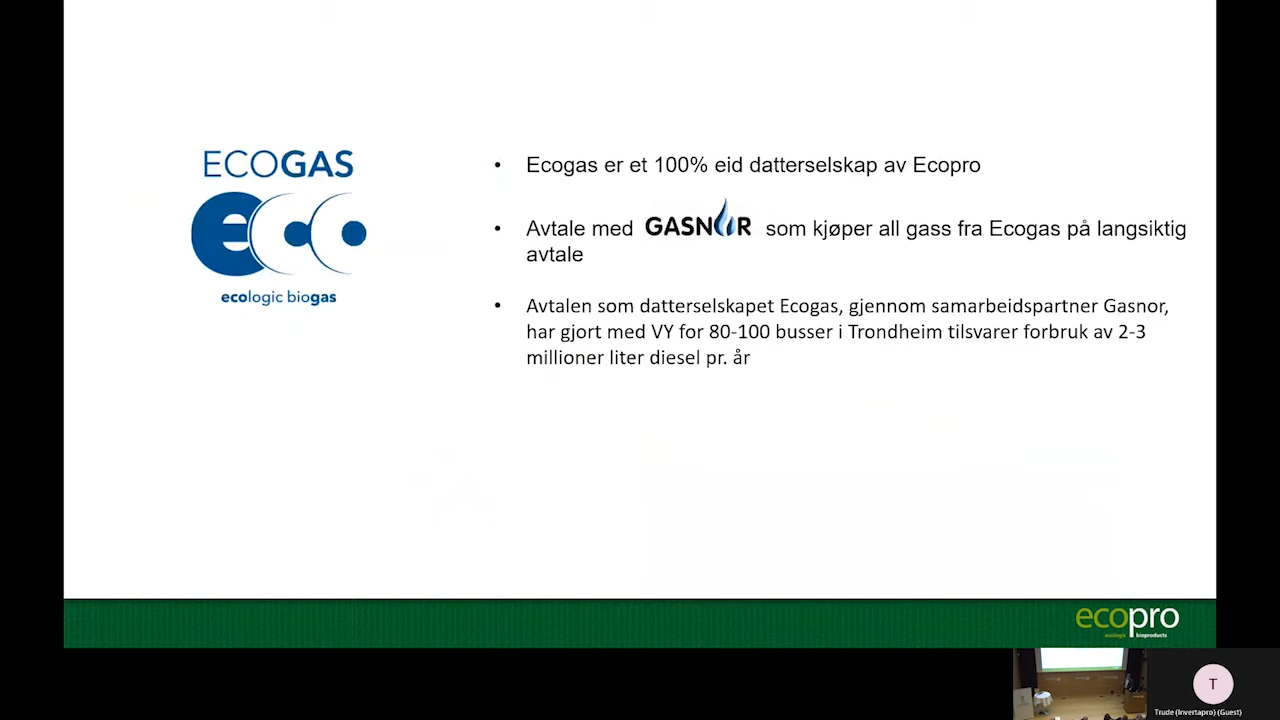 ECOGAS
eco
ecologic biogas
• Ecogas er et 100% eid datterselskap av Ecopro
• Avtale med GASNOR som kjøper all gass fra Ecogas på langsiktig
avtale
• Avtalen som datterselskapet Ecogas, gjennom samarbeidspartner Gasnor,
har gjort med VY for 80-100 busser i Trondheim tilsvarer forbruk av 2-3
millioner liter diesel pr. år
ecopro
ecologic bioproducts
T
Trude (Invertapro) (Guest)